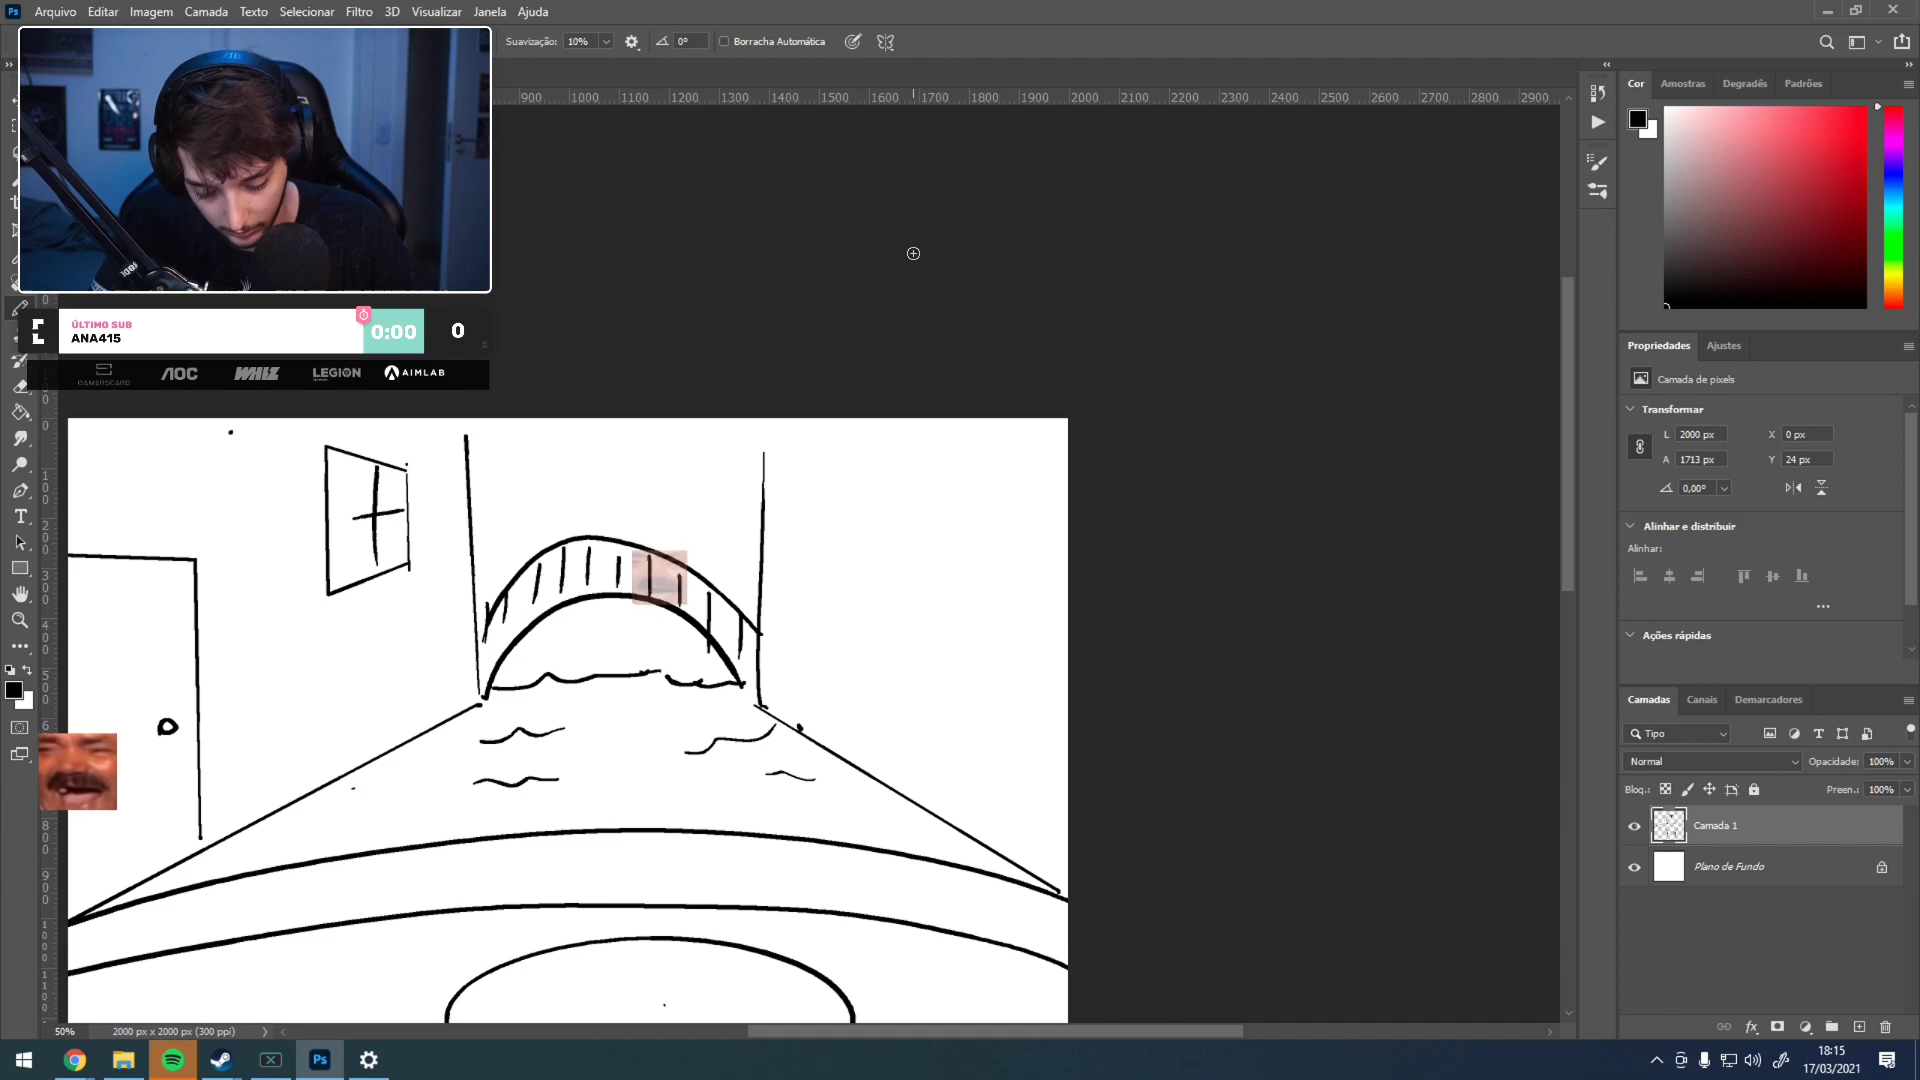 Ps Arquivo Editar Imagem Camada Texto Selecionar Filtro 3D Visualizar Janela Ajuda
Suavização: 10% 0° Borracha Automática
900 1000 1100 1200 1300 1400 1500 1600 1700 1800 1900 2000 2100 2200 2300 2400 2500 2600 2700 2800 2900
Cor Amostras Degradês Padrões
ÚLTIMO SUB
ANA415
0:00
0
GAMERSCARD AOC WHIZ LEGION AIMLAB
Propriedades Ajustes
Camada de pixels
Transformar
L 2000 px X 0 px
A 1713 px Y 24 px
0,00°
Alinhar e distribuir
Alinhar:
Ações rápidas
Camadas Canais Demarcadores
Tipo
Normal Opacidade: 100%
Bloq.: Preen.: 100%
Camada 1
Plano de Fundo
50% 2000 px x 2000 px (300 ppi)
Ps
18:15
17/03/2021